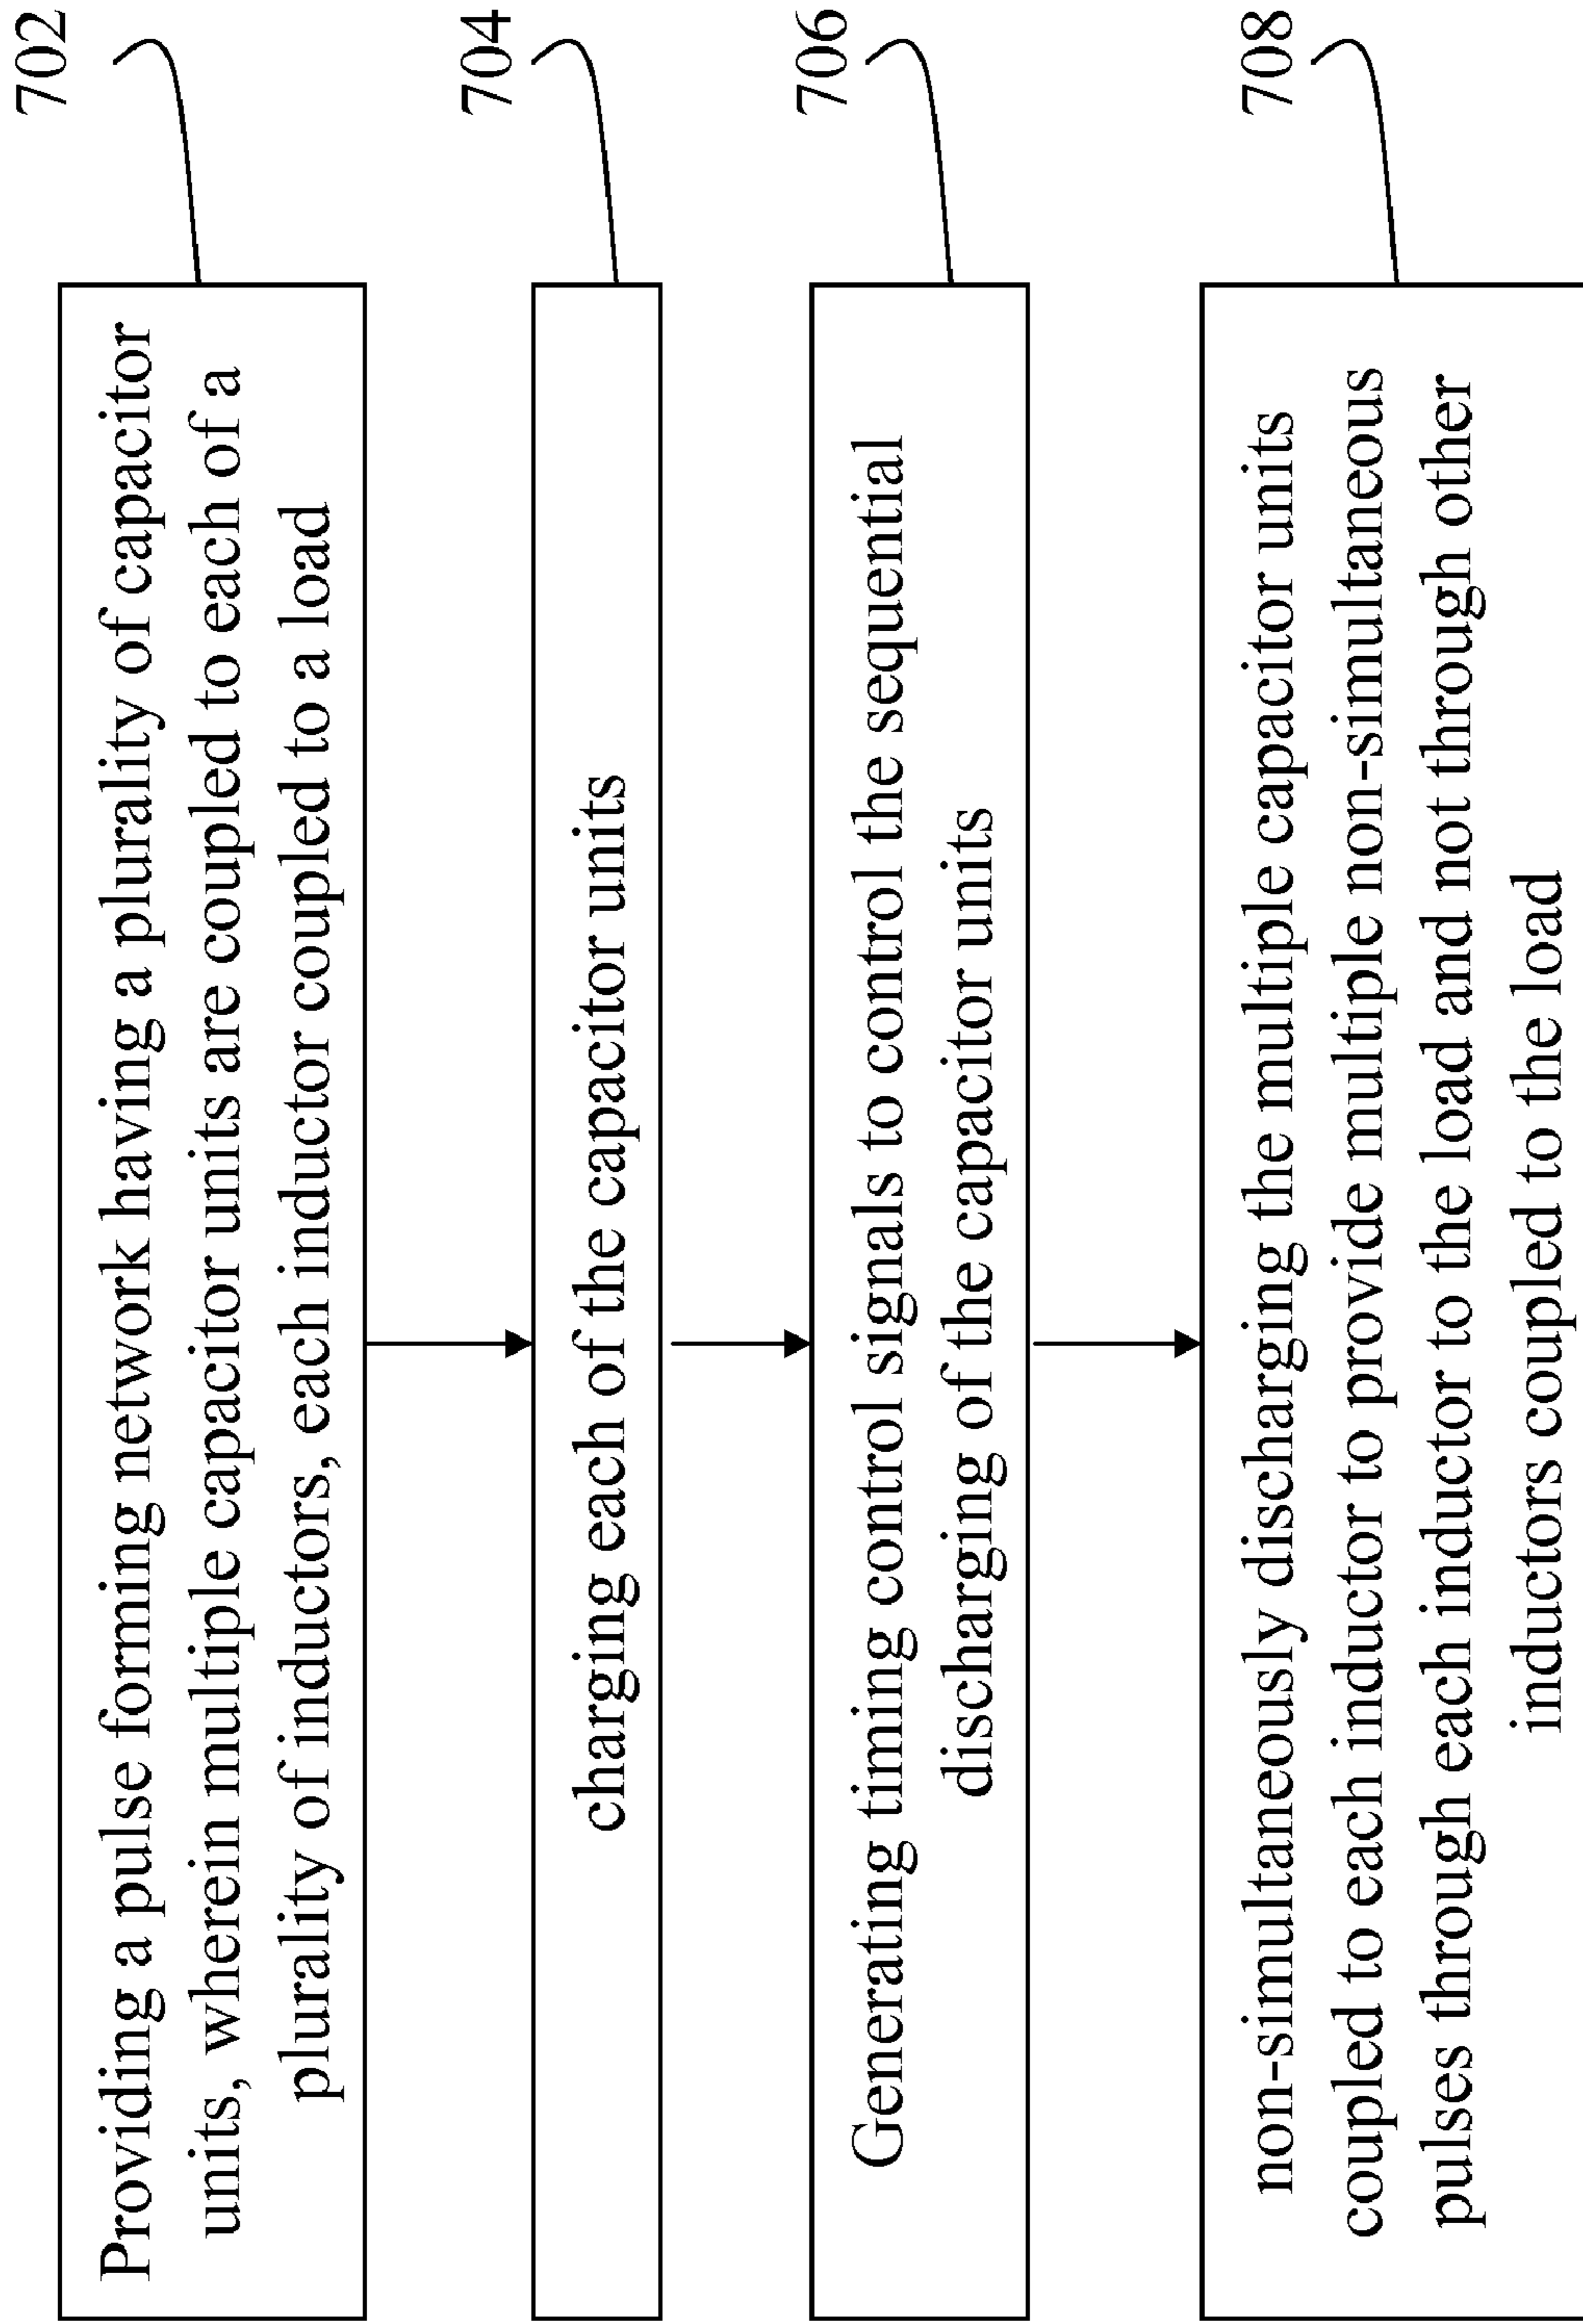 702
Providing a pulse forming network having a plurality of capacitor
units, wherein multiple capacitor units are coupled to each of a
plurality of inductors, each inductor coupled to a load
704
charging each of the capacitor units
706
Generating timing control signals to control the sequential
discharging of the capacitor units
708
non-simultaneously discharging the multiple capacitor units
coupled to each inductor to provide multiple non-simultaneous
pulses through each inductor to the load and not through other
inductors coupled to the load